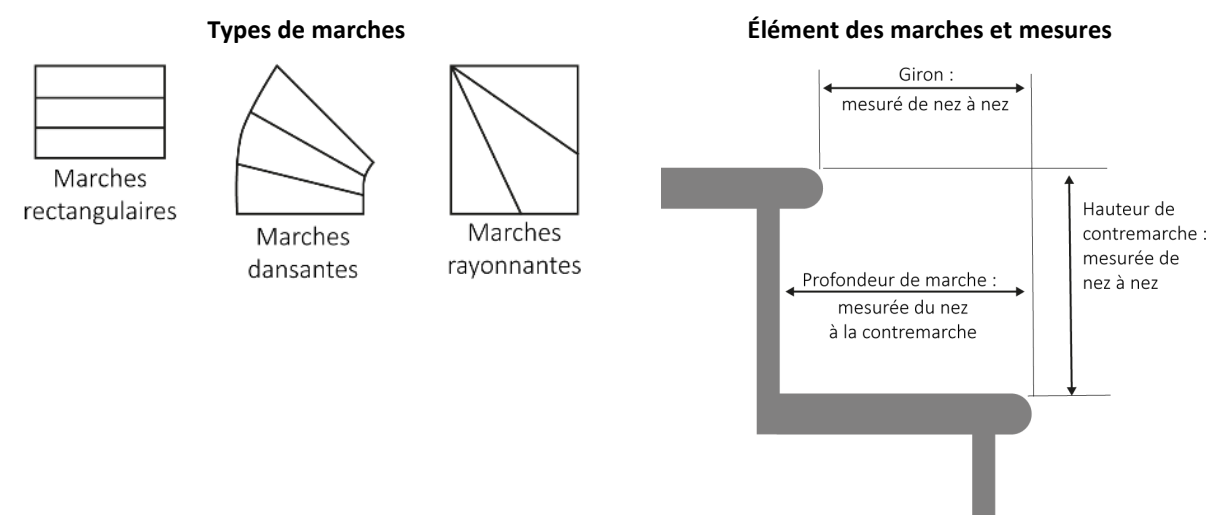 Types de marches
Marches
rectangulaires
Marches
dansantes
Marches
rayonnantes
Élément des marches et mesures
Giron :
mesuré de nez à nez
Hauteur de
contremarche :
mesurée de
nez à nez
Profondeur de marche :
mesurée du nez
à la contremarche